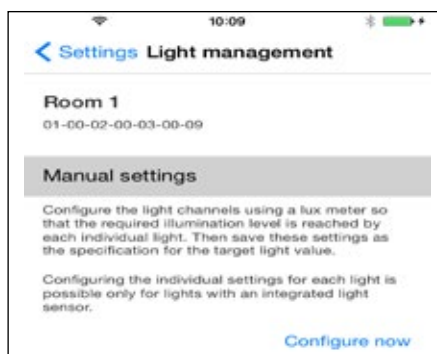 10:09
Settings Light management
Room 1
01-00-02-00-03-00-09
Manual settings
Configure the light channels using a lux meter so
that the required illumination level is reached by
each individual light. Then save these settings as
the specification for the target light value.
Configuring the individual settings for each light is
possible only for lights with an integrated light
sensor.
Configure now